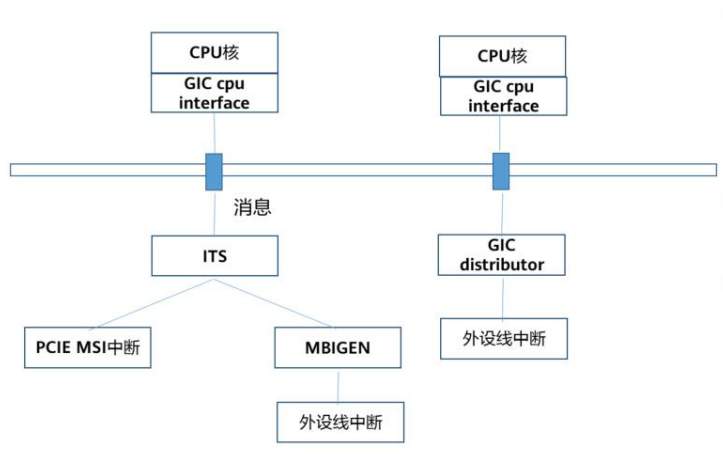 CPU核
GIC cpu
interface
CPU核
GIC cpu
interface
消息
ITS
GIC
distributor
PCIE MSI中断
MBIGEN
外设线中断
外设线中断